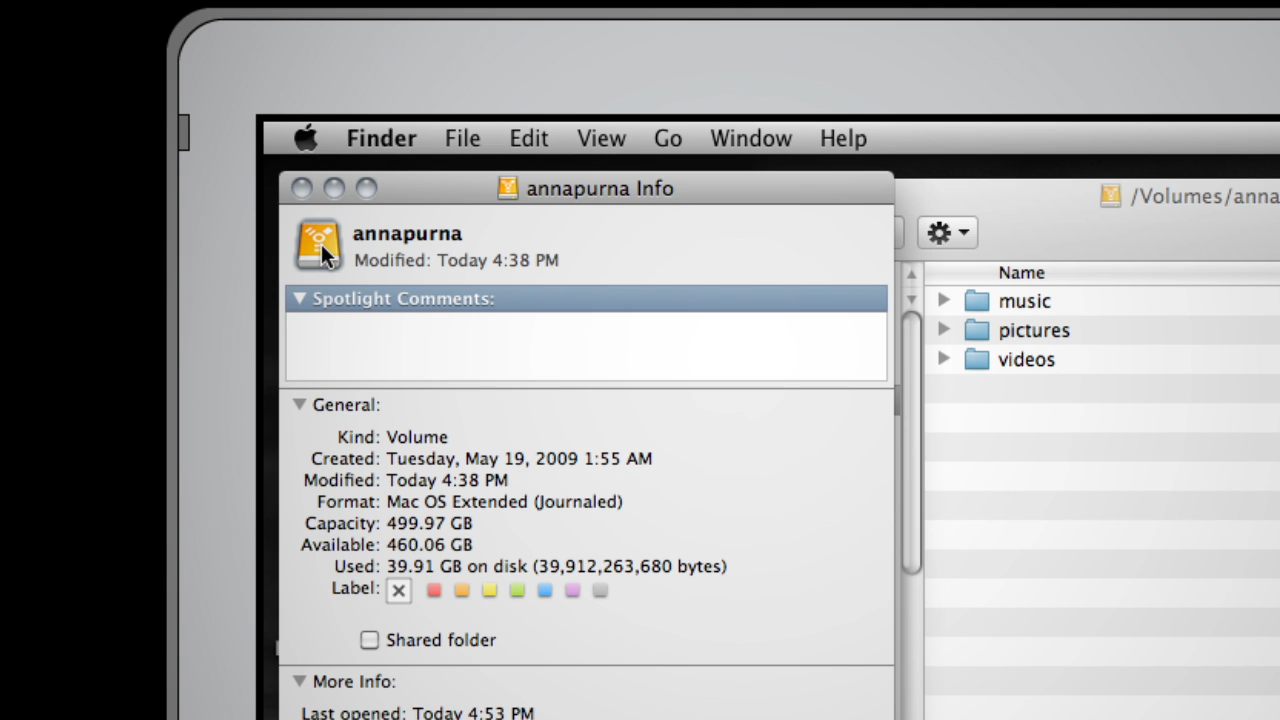 Finder File Edit View Go Window Help
annapurna Info
annapurna
Modified: Today 4:38 PM
Spotlight Comments:
General:
Kind: Volume
Created: Tuesday, May 19, 2009 1:55 AM
Modified: Today 4:38 PM
Format: Mac OS Extended (Journaled)
Capacity: 499.97 GB
Available: 460.06 GB
Used: 39.91 GB on disk (39,912,263,680 bytes)
Label:
Shared folder
More Info:
Last opened: Today 4:53 PM
/Volumes/anna
Name
music
pictures
videos